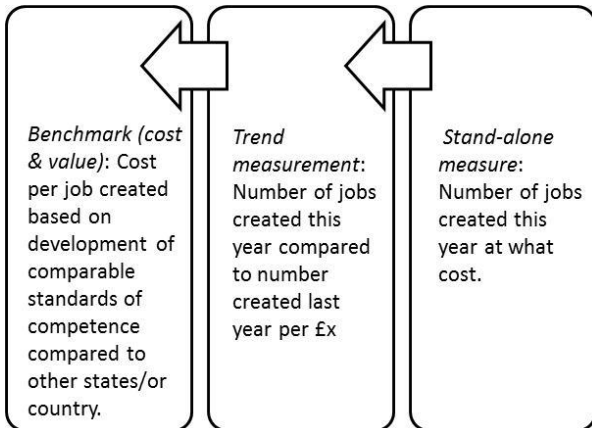 Benchmark (cost
& value): Cost
per job created
based on
development of
comparable
standards of
competence
compared to
other states/or
country.
Trend
measurement:
Number of jobs
created this
year compared
to number
created last
year per £x
Stand-alone
measure:
Number of jobs
created this
year at what
cost.